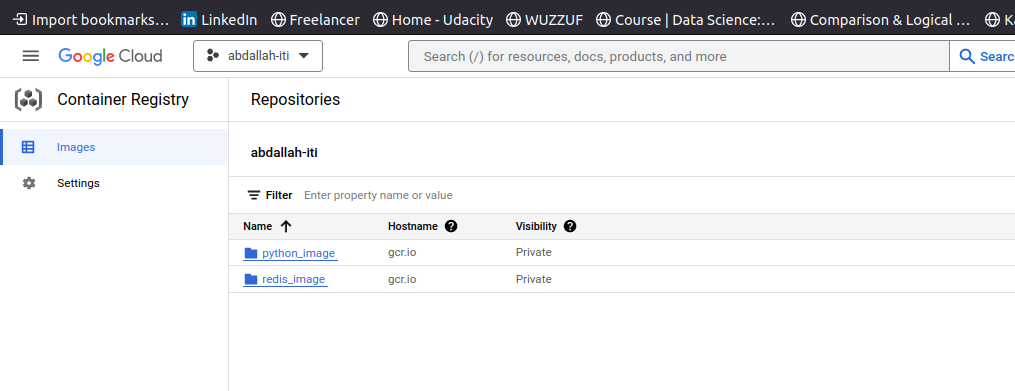 Import bookmarks... LinkedIn Freelancer Home - Udacity WUZZUF Course | Data Science:... Comparison & Logical ...
Google Cloud abdallah-iti Search (/) for resources, docs, products, and more Searc
Container Registry Repositories
Images
abdallah-iti
Settings
Filter Enter property name or value
Name Hostname ? Visibility ?
python_image gcr.io Private
redis_image gcr.io Private